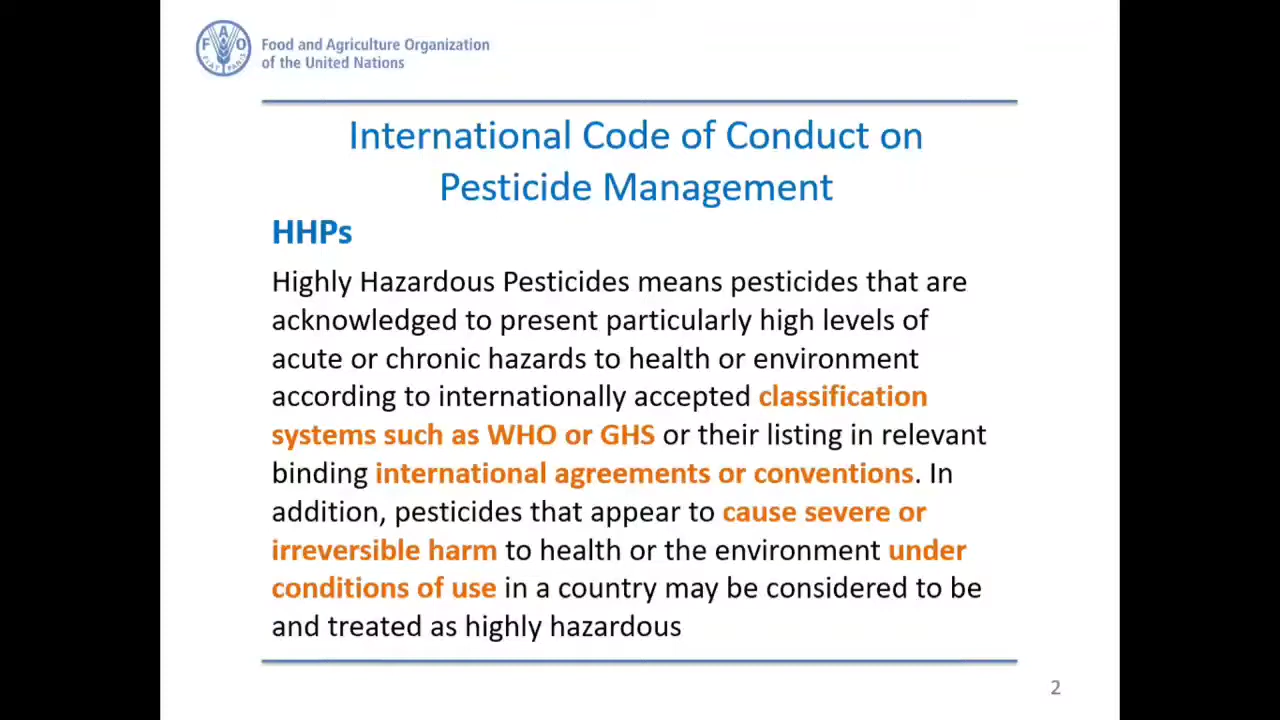 FAO
FIAT PANIS
Food and Agriculture Organization
of the United Nations
International Code of Conduct on
Pesticide Management
HHPs
Highly Hazardous Pesticides means pesticides that are
acknowledged to present particularly high levels of
acute or chronic hazards to health or environment
according to internationally accepted classification
systems such as WHO or GHS or their listing in relevant
binding international agreements or conventions. In
addition, pesticides that appear to cause severe or
irreversible harm to health or the environment under
conditions of use in a country may be considered to be
and treated as highly hazardous
2